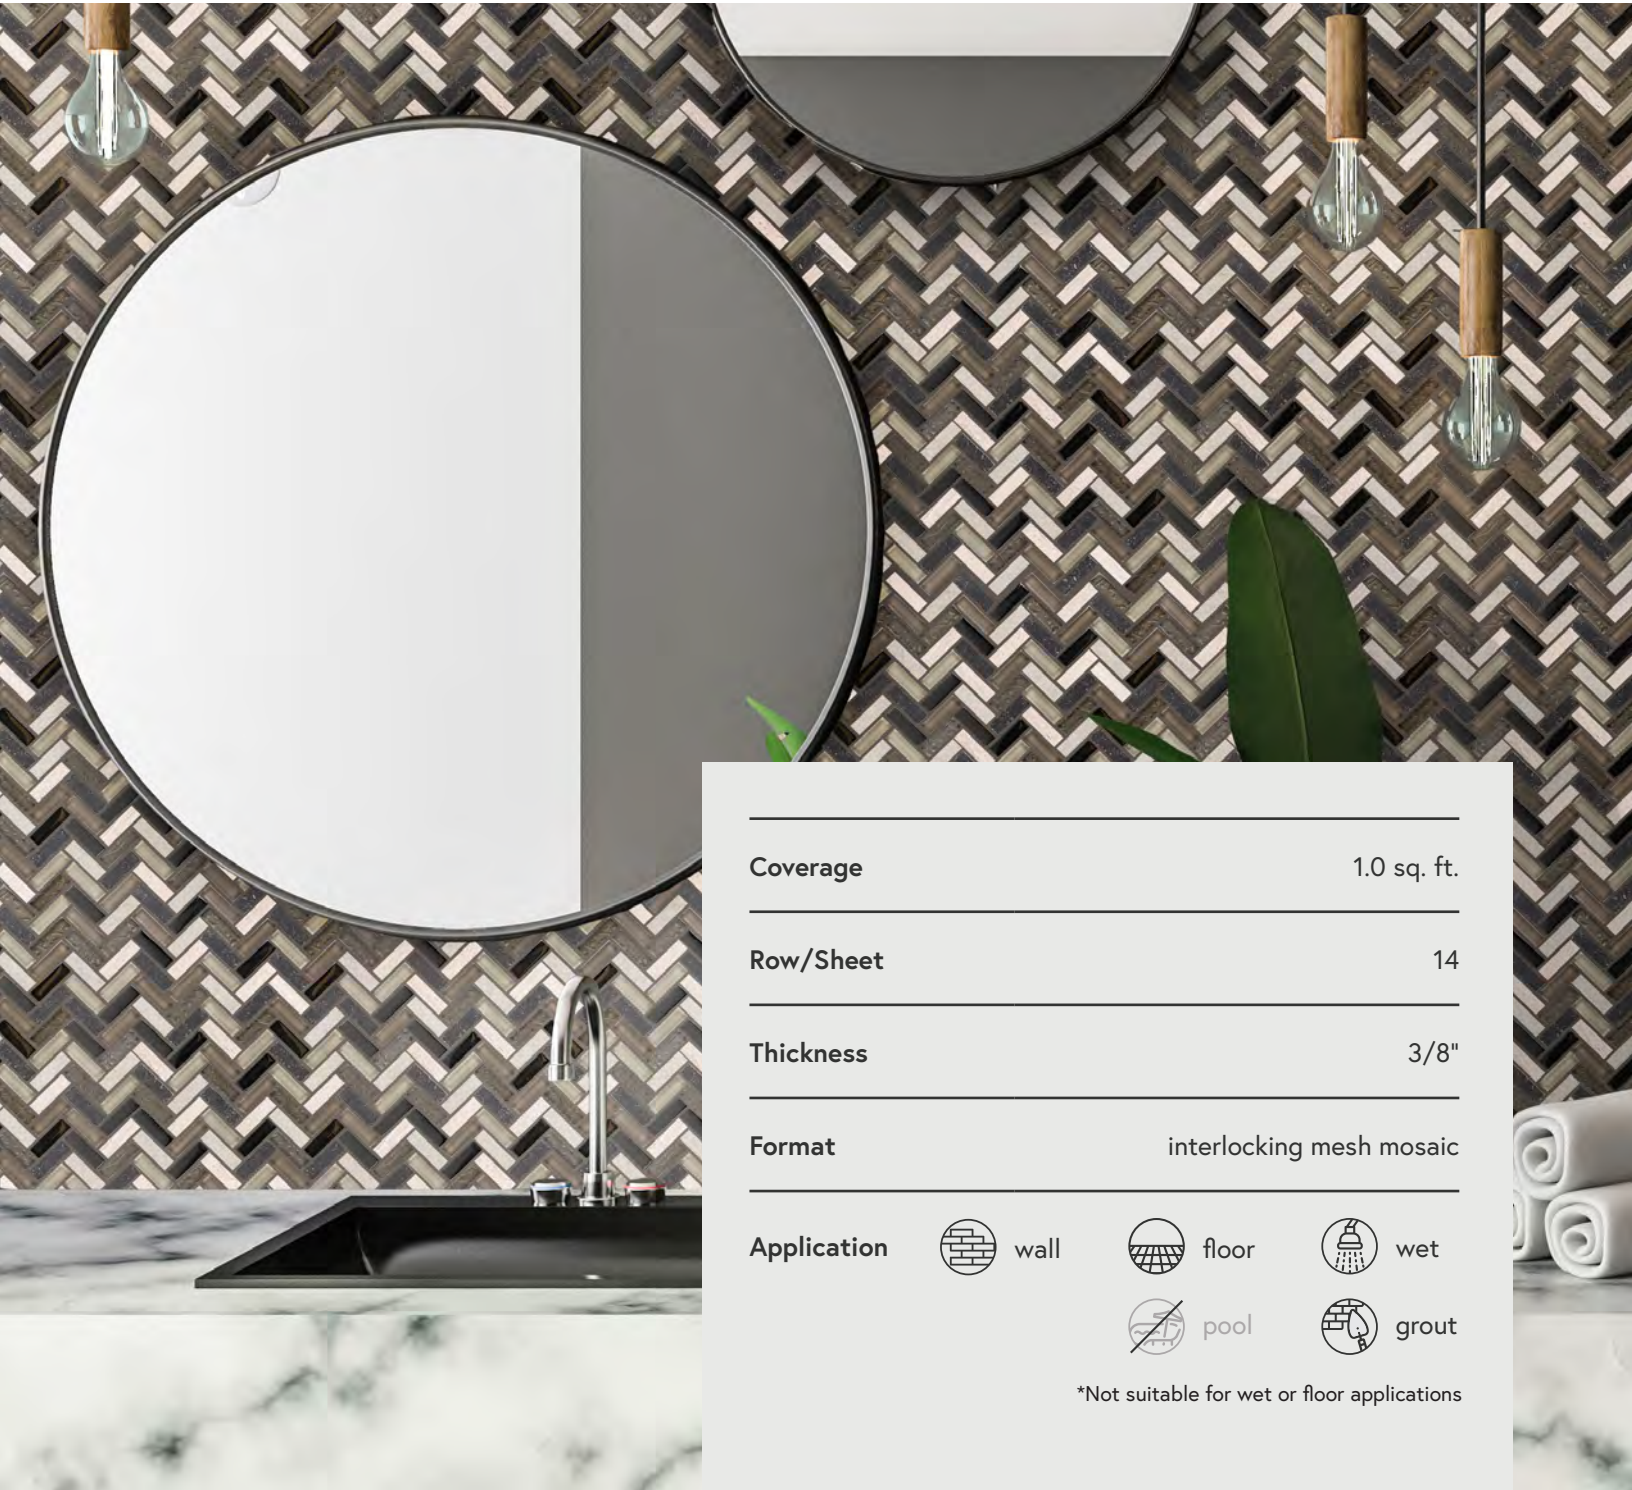 Coverage 1.0 sq. ft.
Row/Sheet 14
Thickness 3/8"
Format interlocking mesh mosaic
Application wall floor wet
pool grout
*Not suitable for wet or floor applications